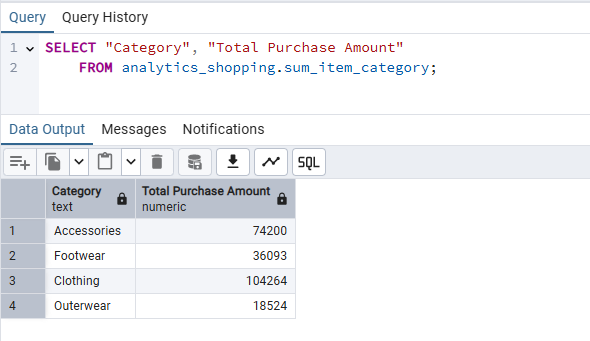 Query Query History
1 SELECT "Category", "Total Purchase Amount"
2 FROM analytics_shopping.sum_item_category;
Data Output Messages Notifications
SQL
Category Total Purchase Amount
text numeric
1 Accessories 74200
2 Footwear 36093
3 Clothing 104264
4 Outerwear 18524